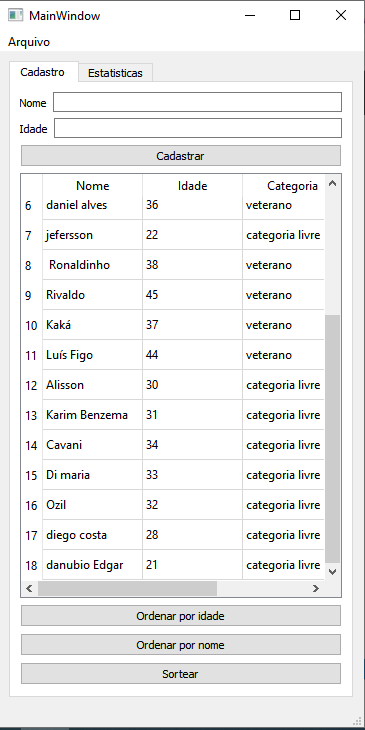 MainWindow
Arquivo
Cadastro Estatisticas
Nome
Idade
Cadastrar
Nome Idade Categoria
6 daniel alves 36 veterano
7 jefersson 22 categoria livre
8 Ronaldinho 38 veterano
9 Rivaldo 45 veterano
10 Kaká 37 veterano
11 Luís Figo 44 veterano
12 Alisson 30 categoria livre
13 Karim Benzema 31 categoria livre
14 Cavani 34 categoria livre
15 Di maria 33 categoria livre
16 Ozil 32 categoria livre
17 diego costa 28 categoria livre
18 danubio Edgar 21 categoria livre
Ordenar por idade
Ordenar por nome
Sortear